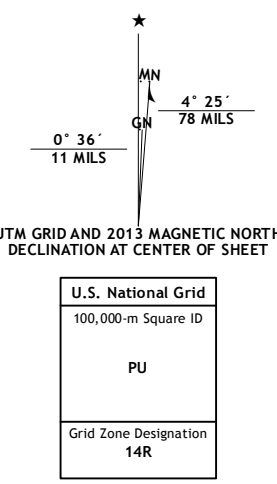 ★
MN
4° 25´
78 MILS
GN
0° 36´
11 MILS
UTM GRID AND 2013 MAGNETIC NORTH
DECLINATION AT CENTER OF SHEET
U.S. National Grid
100,000-m Square ID
PU
Grid Zone Designation
14R